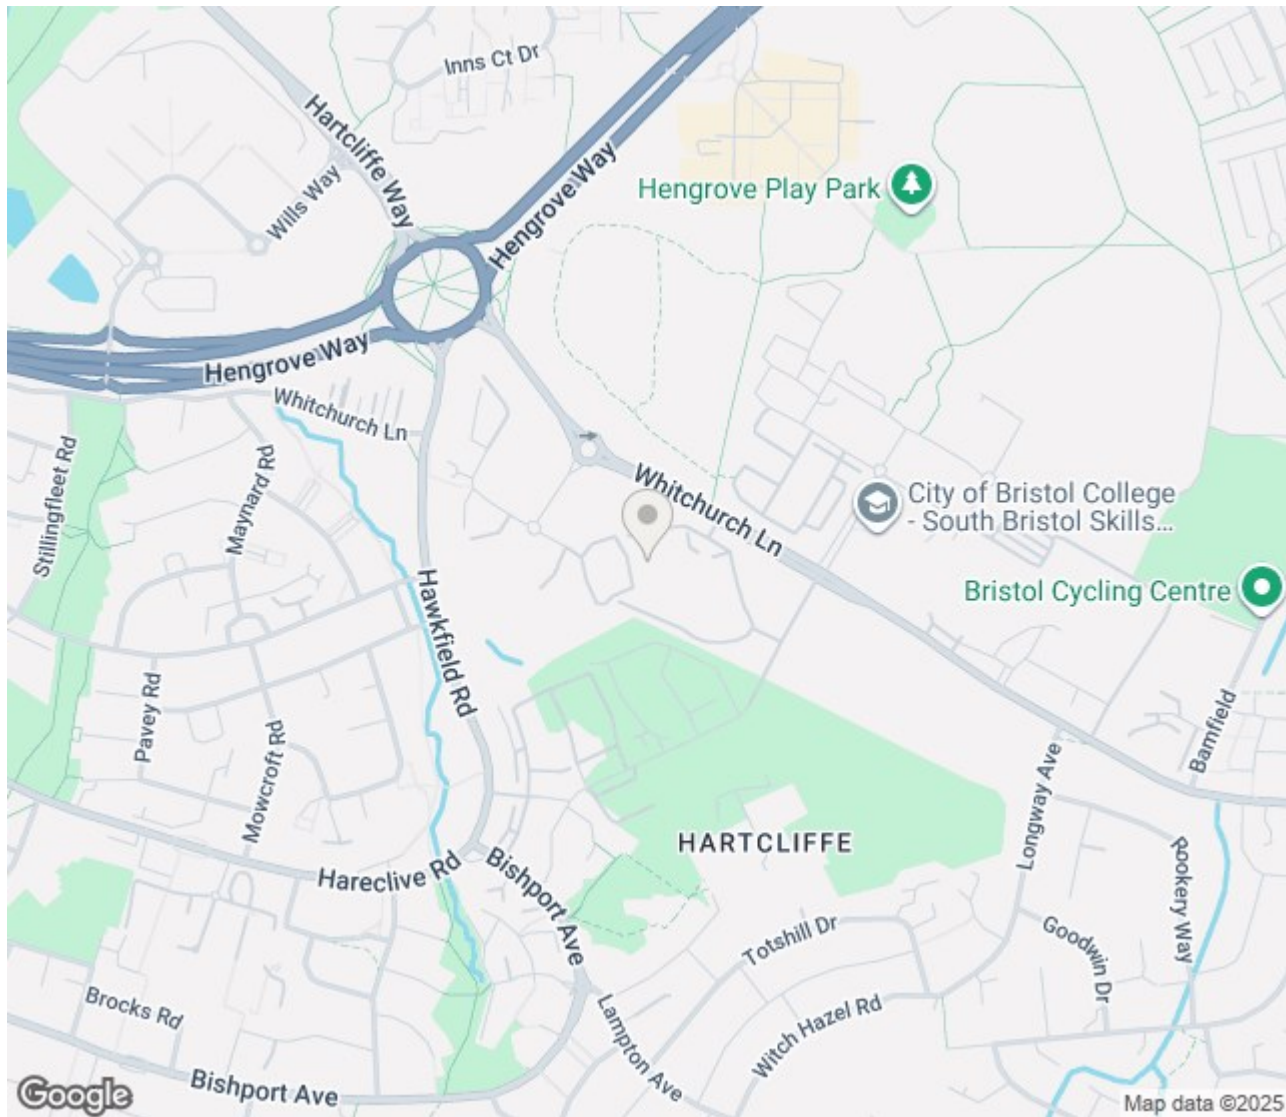 Inns Ct Dr
Hartcliffe Way
Wills Way
Hengrove Way
Hengrove Play Park
Hengrove Way
Whitchurch Ln
Stillingfleet Rd
Maynard Rd
Whitchurch Ln
City of Bristol College
- South Bristol Skills...
Hawkfield Rd
Bristol Cycling Centre
Pavey Rd
Mowcroft Rd
Bamfield
Longway Ave
HARTCLIFFE
Hareclive Rd
Bishport Ave
Rookery Way
Totshill Dr
Goodwin Dr
Brocks Rd
Lampton Ave
Witch Hazel Rd
Bishport Ave
Google
Map data ©2025